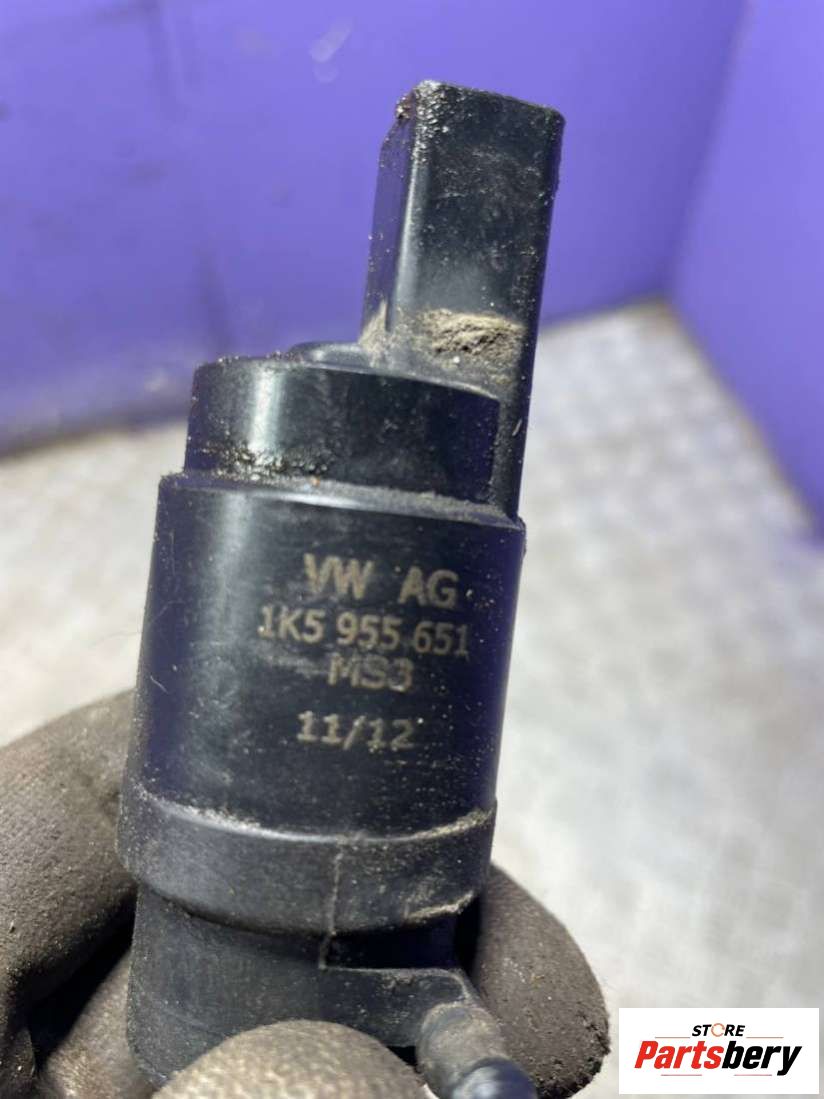 VW AG
1K5 955 651
MS3
11/12
STORE
Partsbery